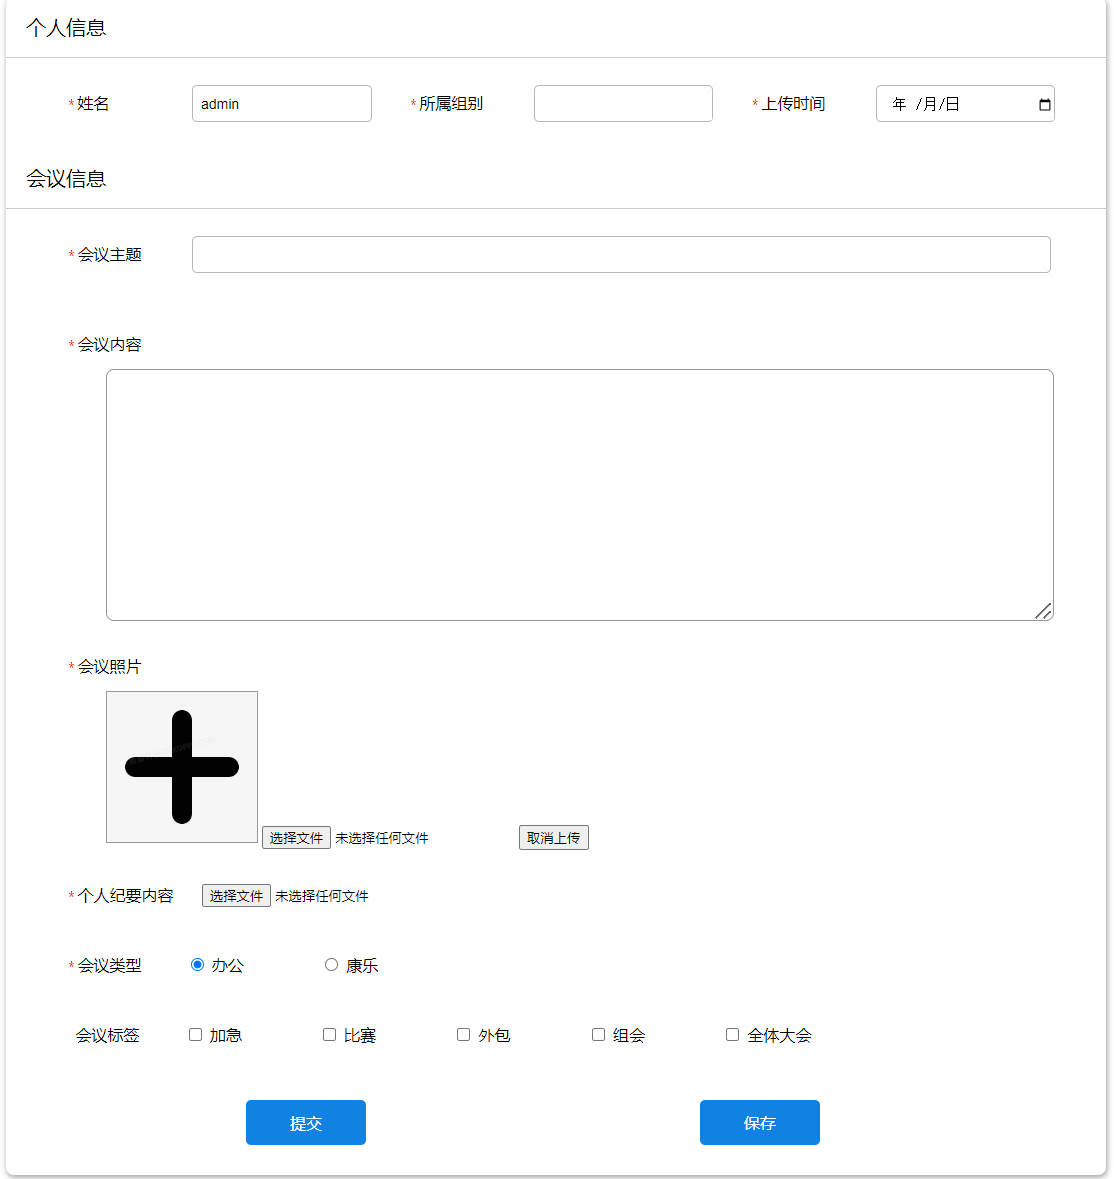 个人信息
*姓名 admin *所属组别 *上传时间 年 /月/日
会议信息
*会议主题
*会议内容
*会议照片
选择文件 未选择任何文件 取消上传
*个人纪要内容 选择文件 未选择任何文件
*会议类型 办公 康乐
会议标签 加急 比赛 外包 组会 全体大会
提交 保存